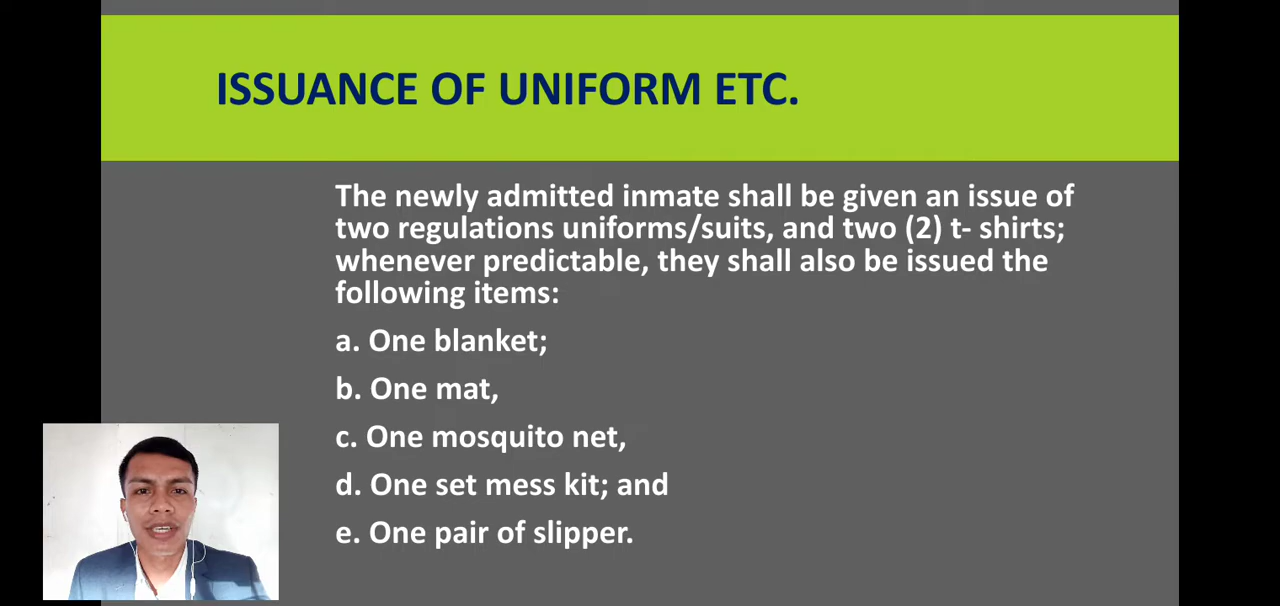 ISSUANCE OF UNIFORM ETC.
The newly admitted inmate shall be given an issue of
two regulations uniforms/suits, and two (2) t- shirts;
whenever predictable, they shall also be issued the
following items:
a. One blanket;
b. One mat,
c. One mosquito net,
d. One set mess kit; and
e. One pair of slipper.